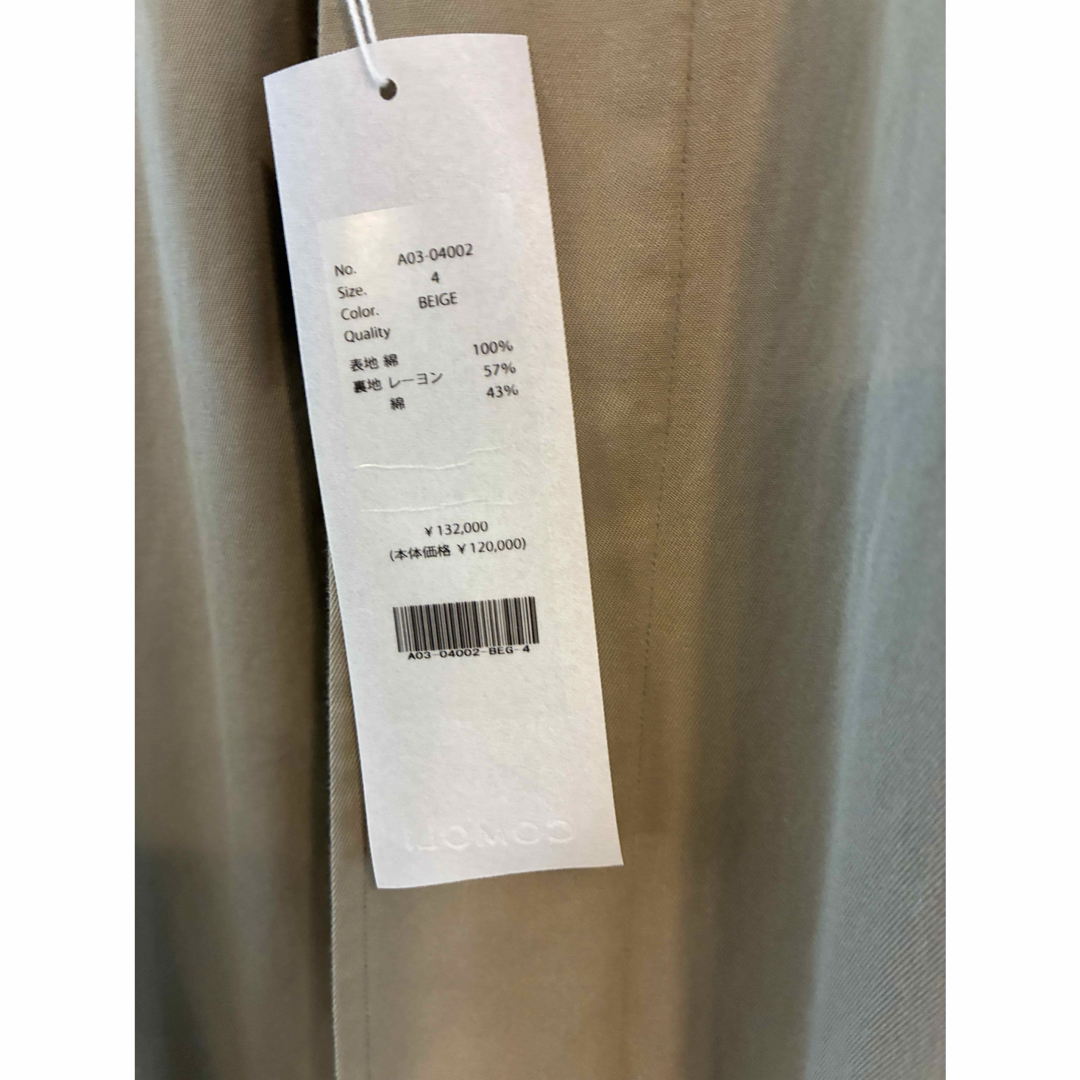 No. A03-04002
Size. 4
Color. BEIGE
Quality
表地 綿 100%
裏地 レーヨン 57%
綿 43%
¥132,000
(本体価格 ¥120,000)
A03-04002-BEG-4
COMOLI